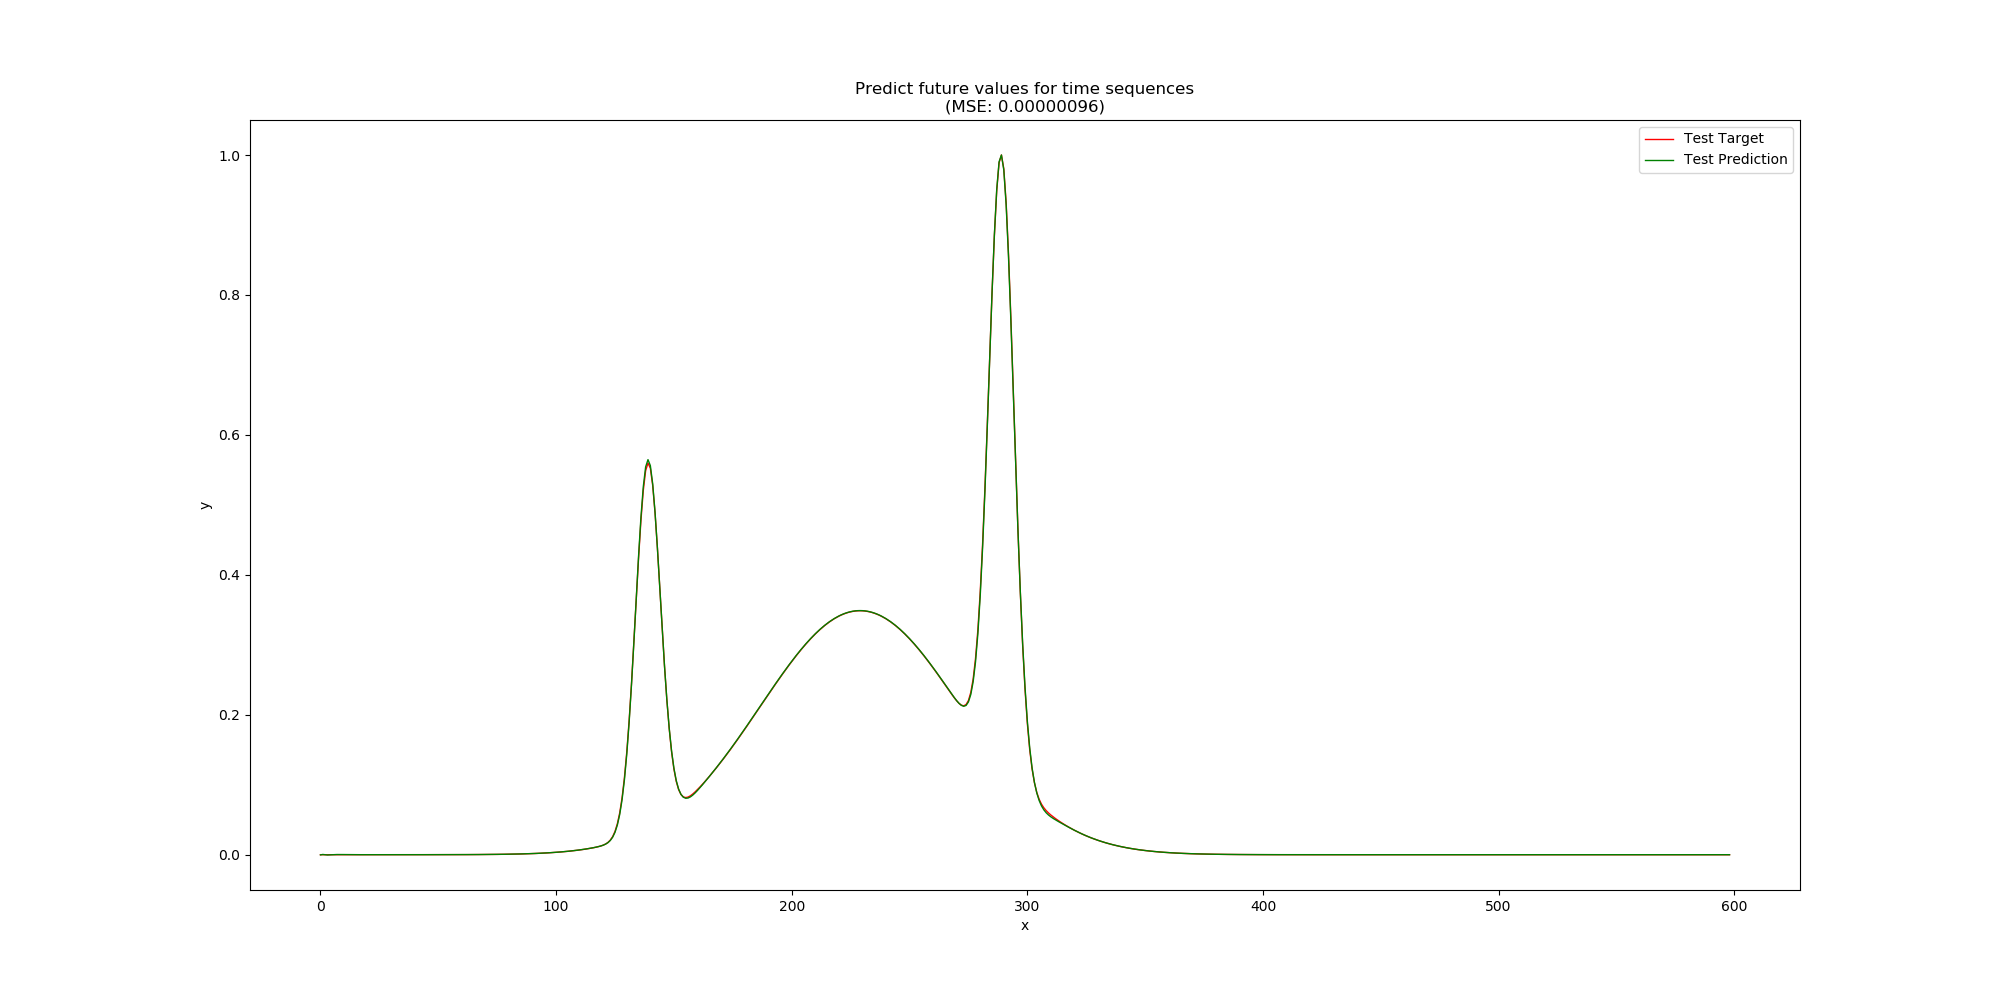 Predict future values for time sequences
(MSE: 0.00000096)
Test Target
Test Prediction
1.0
0.8
0.6
0.4
0.2
0.0
y
0 100 200 300 400 500 600
x